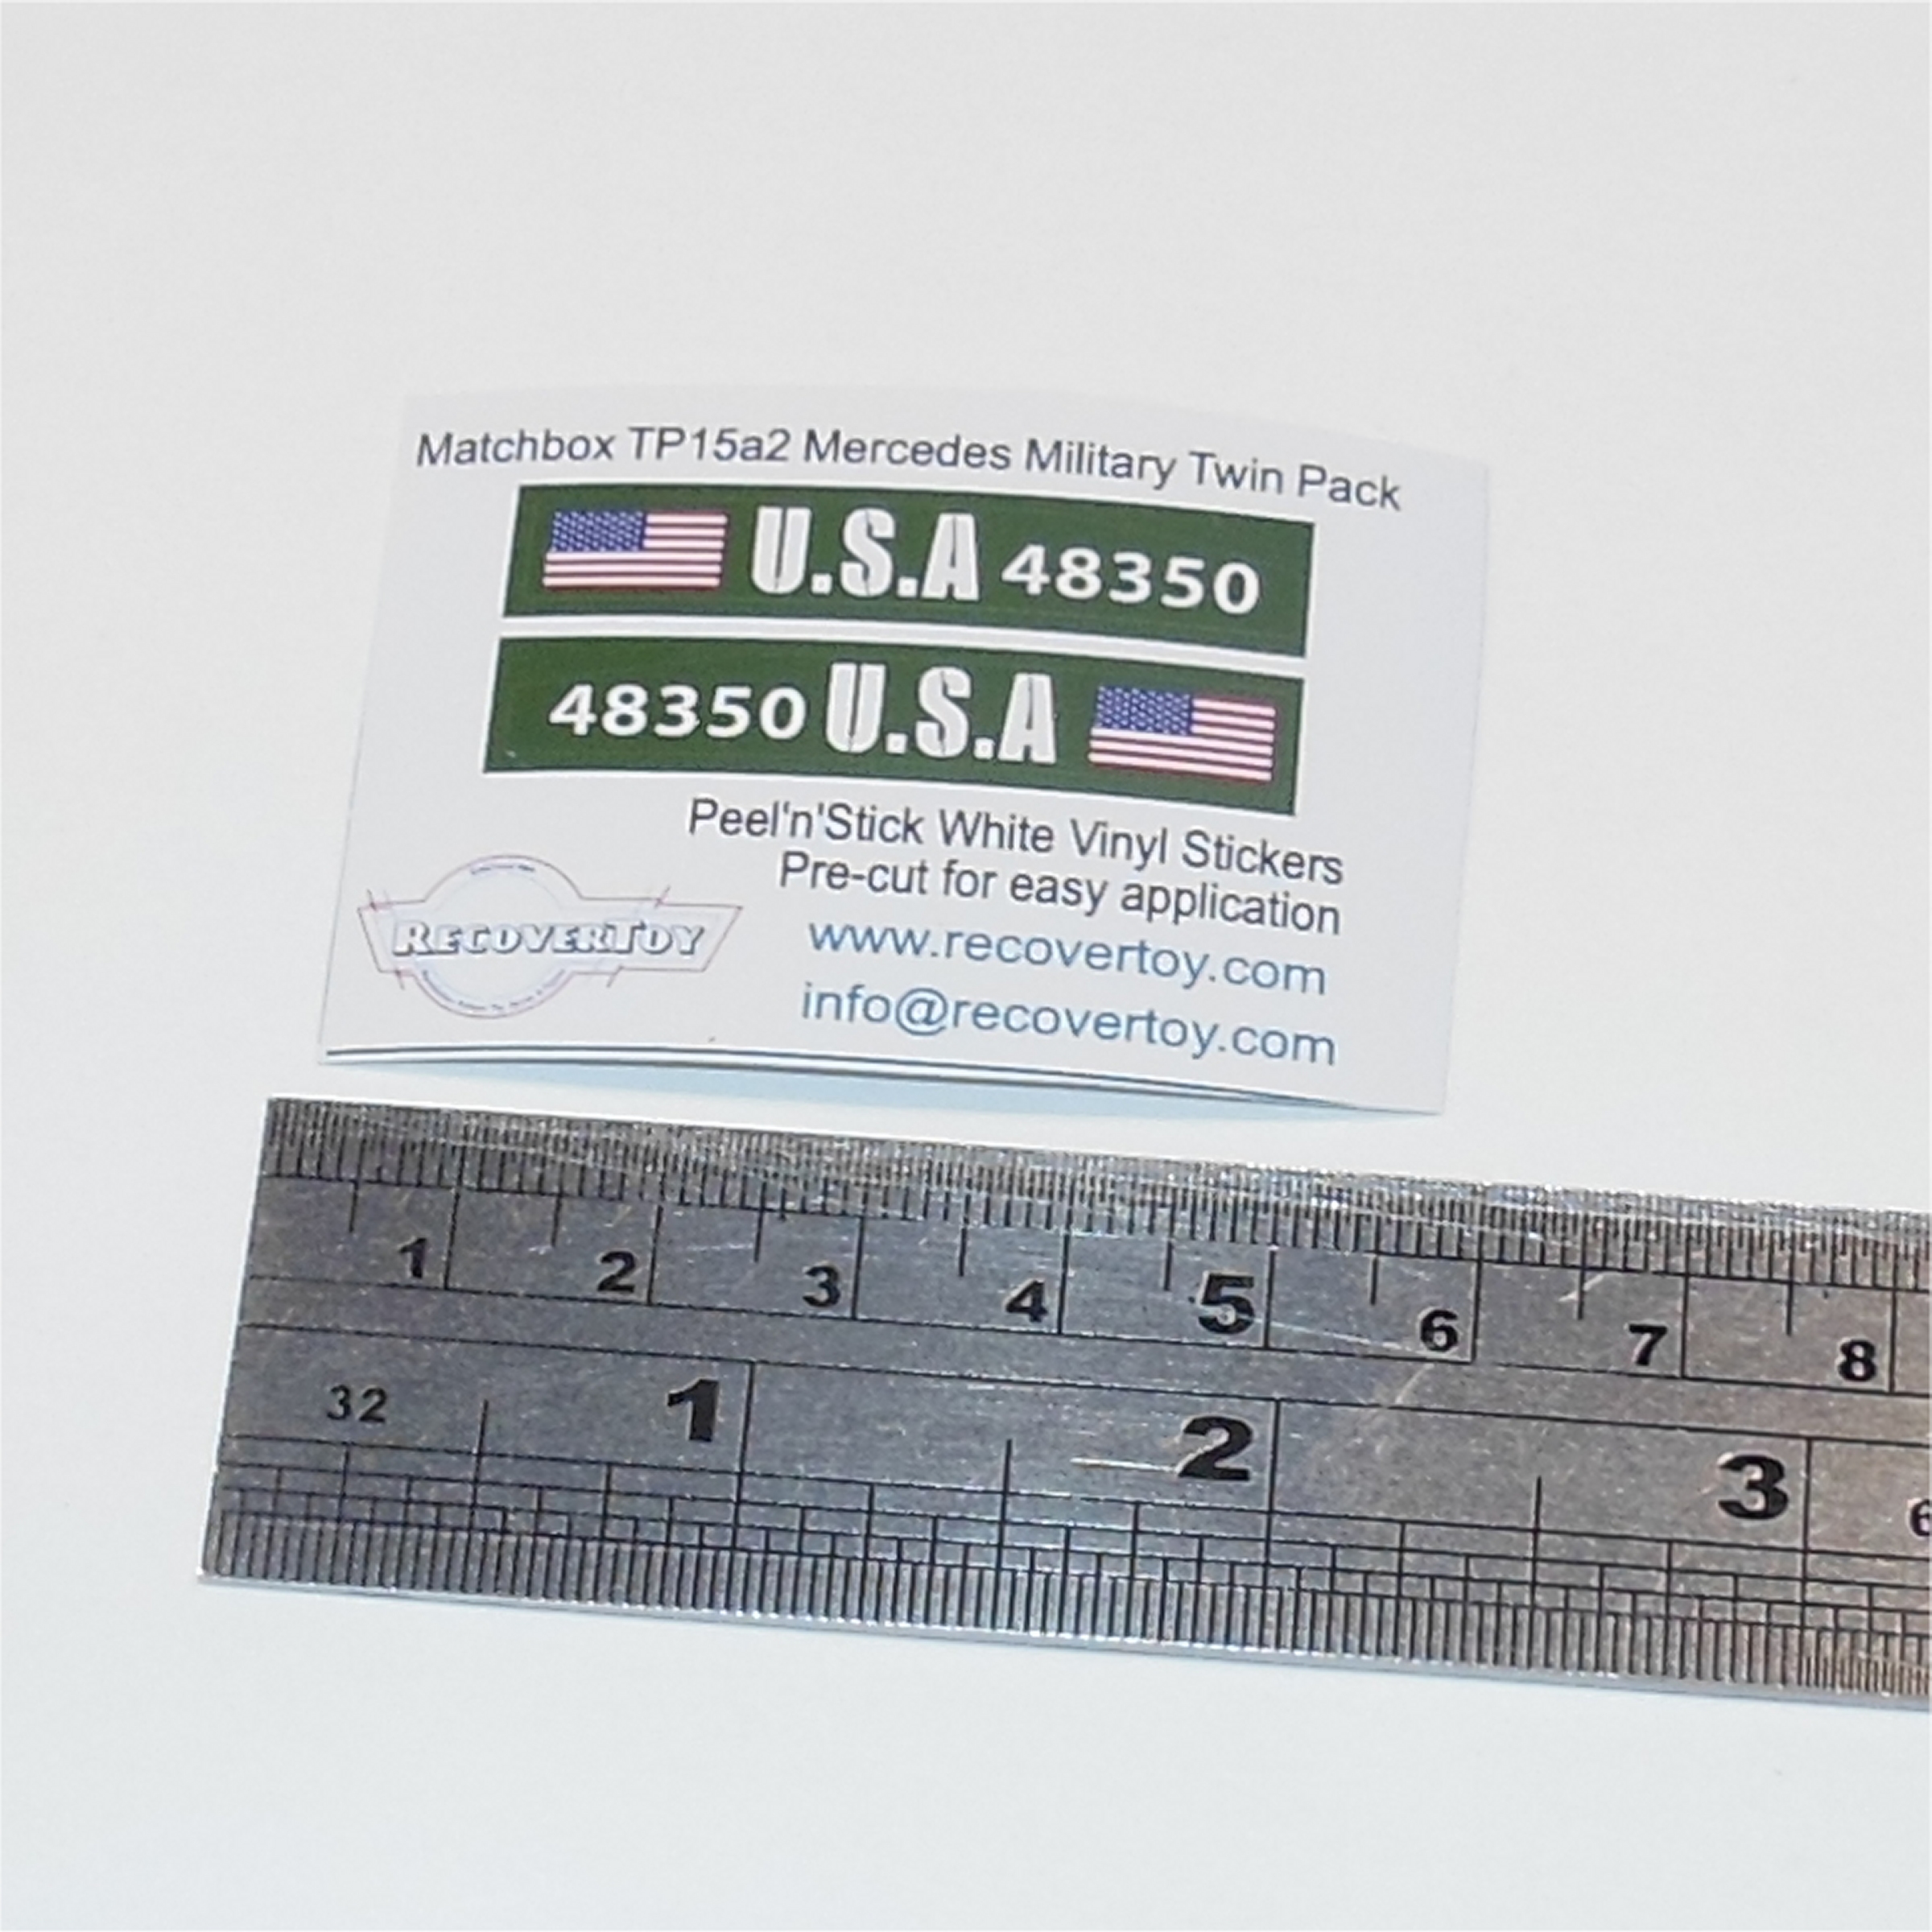 Matchbox TP15a2 Mercedes Military Twin Pack
U.S.A 48350
48350 U.S.A
Peel'n'Stick White Vinyl Stickers
Pre-cut for easy application
RECOVERTOY
www.recovertoy.com
info@recovertoy.com
1 2 3 4 5 6 7 8
32 1 2 3 6